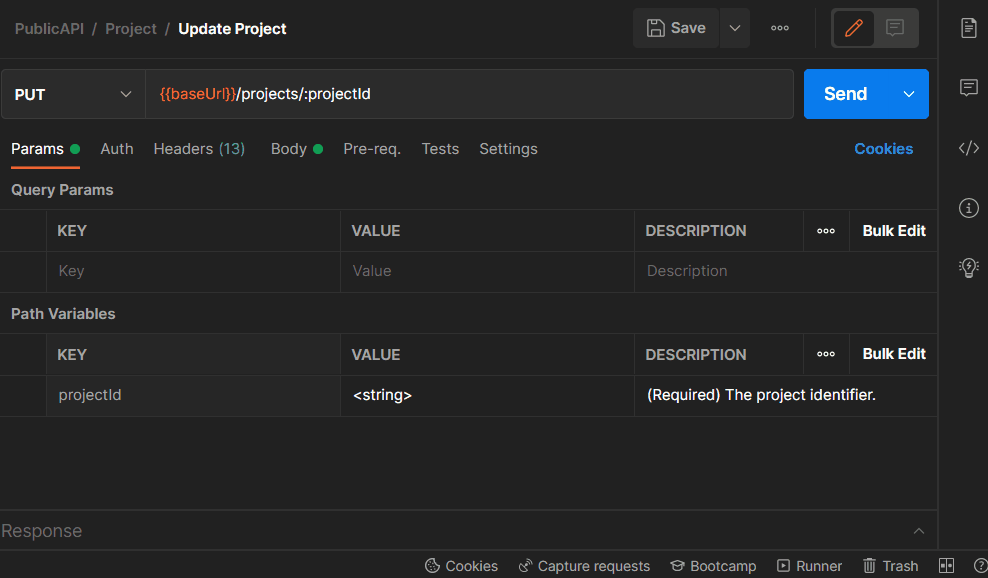 PublicAPI / Project / Update Project
Save
PUT
{{baseUrl}}/projects/:projectId
Send
Params Auth Headers (13) Body Pre-req. Tests Settings Cookies
Query Params
KEY VALUE DESCRIPTION Bulk Edit
Key Value Description
Path Variables
KEY VALUE DESCRIPTION Bulk Edit
projectId <string> (Required) The project identifier.
Response
Cookies Capture requests Bootcamp Runner Trash